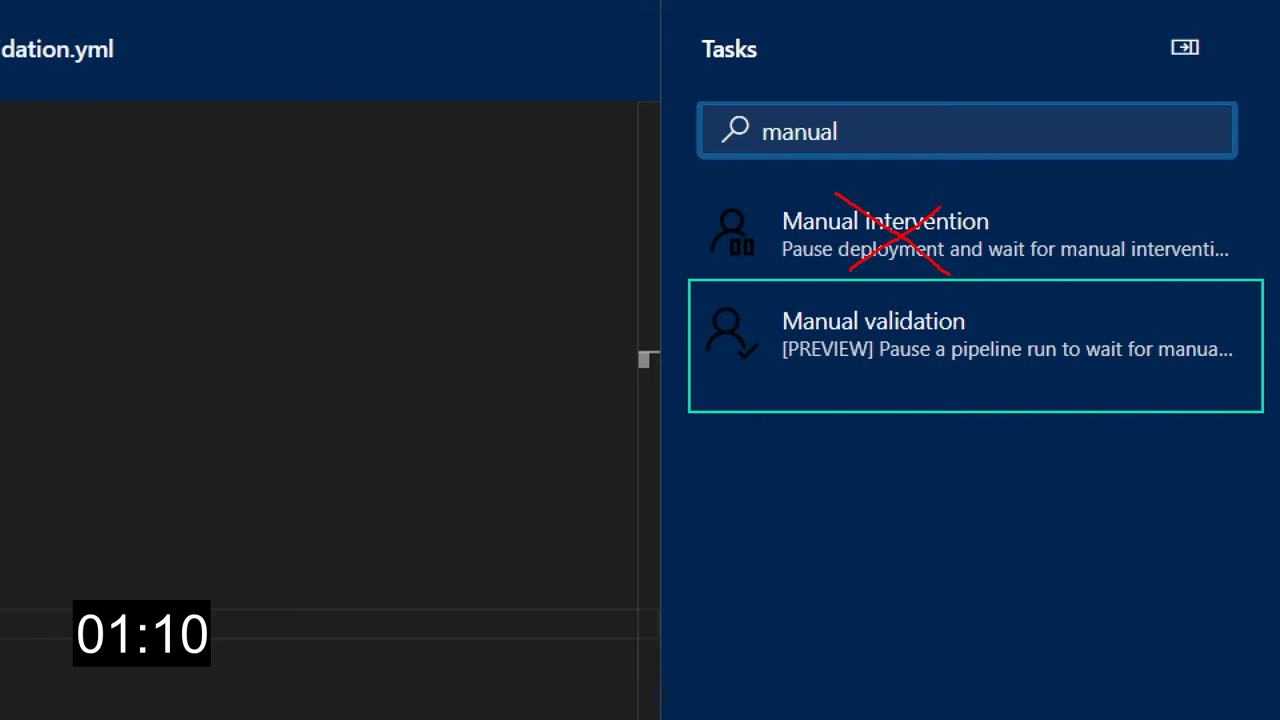 dation.yml
Tasks
manual
Manual intervention
Pause deployment and wait for manual interventi...
Manual validation
[PREVIEW] Pause a pipeline run to wait for manua...
01:10